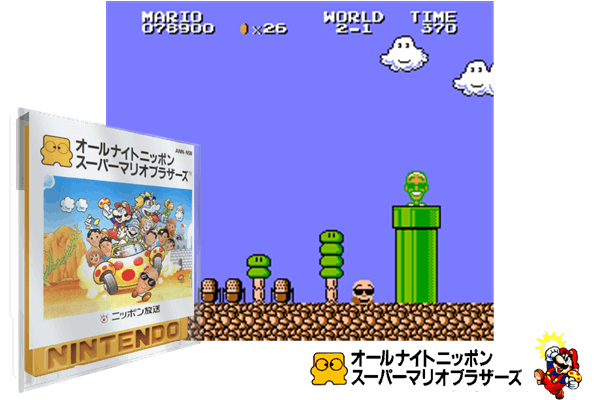 MARIO WORLD TIME
078900 ×26 2-1 370
ANN-NSM
オールナイトニッポン
スーパーマリオブラザーズ
ニッポン放送
NINTENDO
オールナイトニッポン
スーパーマリオブラザーズ